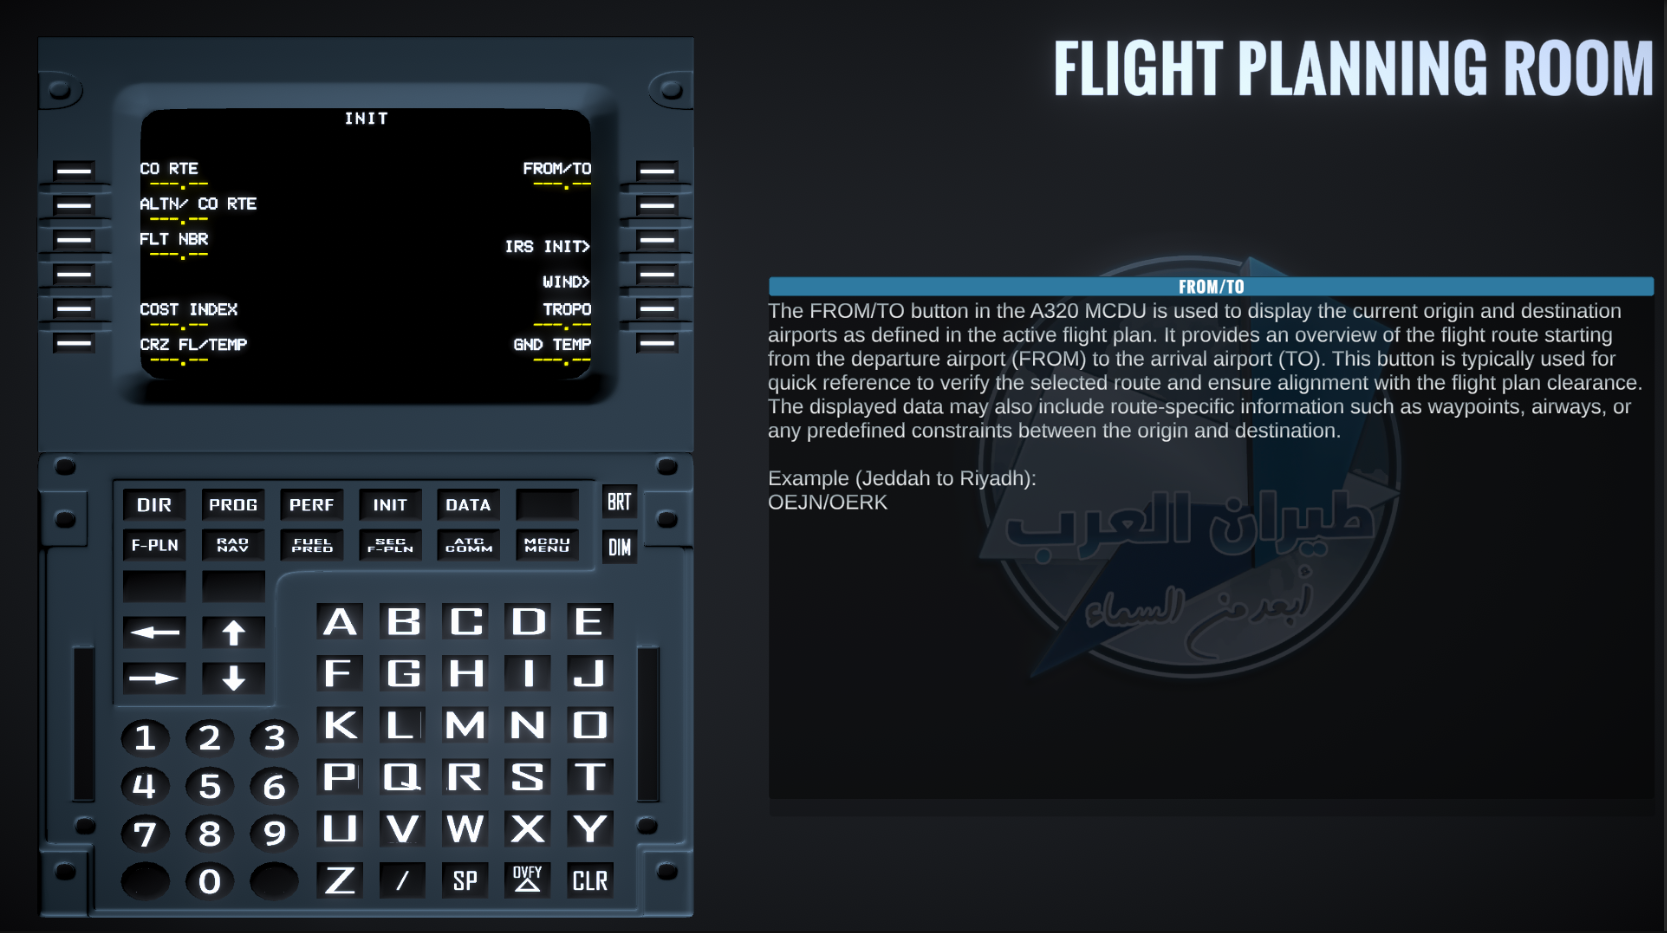 FLIGHT PLANNING ROOM
INIT
CO RTE
FROM/TO
---.--
---.--
ALTN/ CO RTE
---.--
FLT NBR
IRS INIT>
---.--
WIND>
COST INDEX
TROPO
---.--
---.--
CRZ FL/TEMP
GND TEMP
---.--
---.--
DIR PROG PERF INIT DATA BRT
F-PLN RAD NAV FUEL PRED SEC F-PLN ATC COMM MCDU MENU DIM
← ↑
→ ↓
A B C D E
F G H I J
K L M N O
P Q R S T
U V W X Y
Z / SP OVFY △ CLR
1 2 3
4 5 6
7 8 9
0
FROM/TO
The FROM/TO button in the A320 MCDU is used to display the current origin and destination
airports as defined in the active flight plan. It provides an overview of the flight route starting
from the departure airport (FROM) to the arrival airport (TO). This button is typically used for
quick reference to verify the selected route and ensure alignment with the flight plan clearance.
The displayed data may also include route-specific information such as waypoints, airways, or
any predefined constraints between the origin and destination.
Example (Jeddah to Riyadh):
OEJN/OERK
طيران العرب
أبعد من السماء